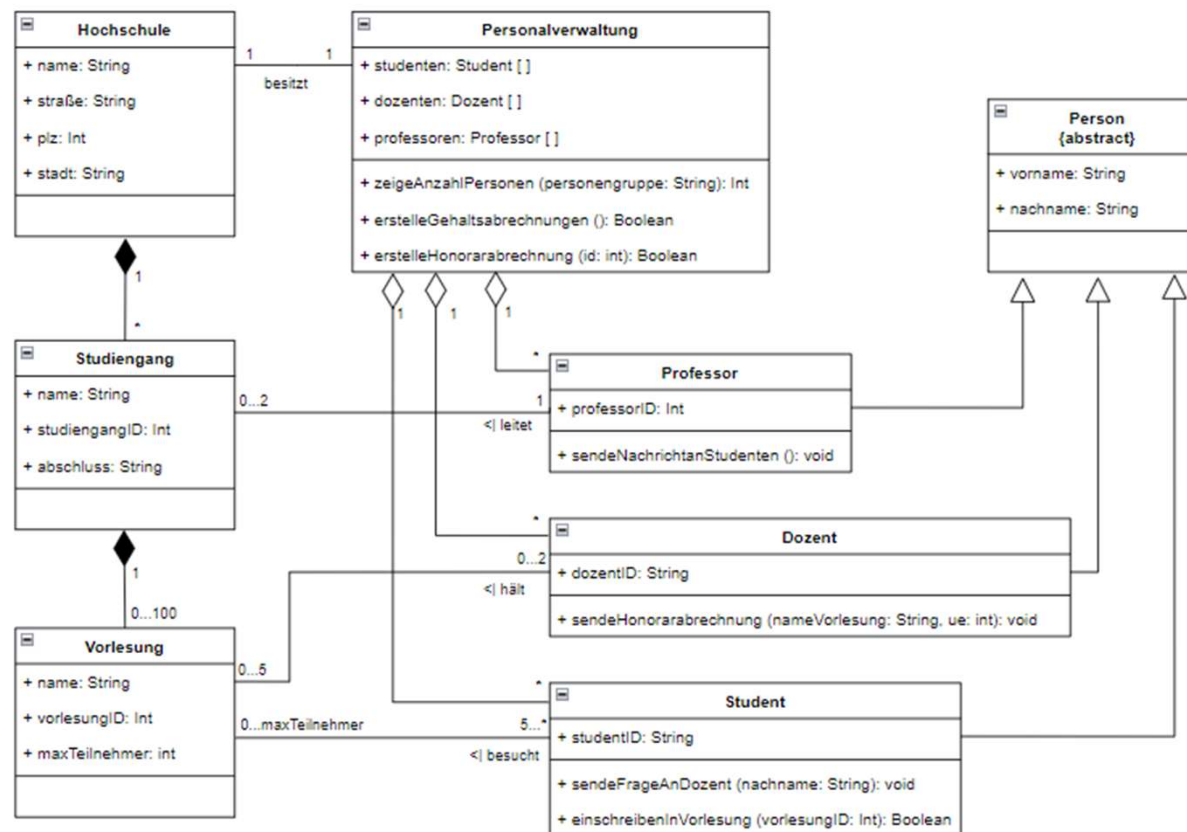 Hochschule
+ name: String
+ straße: String
+ plz: Int
+ stadt: String
1
1
besitzt
Personalverwaltung
+ studenten: Student [ ]
+ dozenten: Dozent [ ]
+ professoren: Professor [ ]
+ zeigeAnzahlPersonen (personengruppe: String): Int
+ erstelleGehaltsabrechnungen (): Boolean
+ erstelleHonorarabrechnung (id: int): Boolean
Person
{abstract}
+ vorname: String
+ nachname: String
1
*
1
1
1
Studiengang
+ name: String
+ studiengangID: Int
+ abschluss: String
0...2
1
<| leitet
*
Professor
+ professorID: Int
+ sendeNachrichtanStudenten (): void
1
0...100
*
0...2
<| hält
Dozent
+ dozentID: String
+ sendeHonorarabrechnung (nameVorlesung: String, ue: int): void
Vorlesung
+ name: String
+ vorlesungID: Int
+ maxTeilnehmer: int
0...5
0...maxTeilnehmer
*
5...*
<| besucht
Student
+ studentID: String
+ sendeFrageAnDozent (nachname: String): void
+ einschreibenInVorlesung (vorlesungID: Int): Boolean